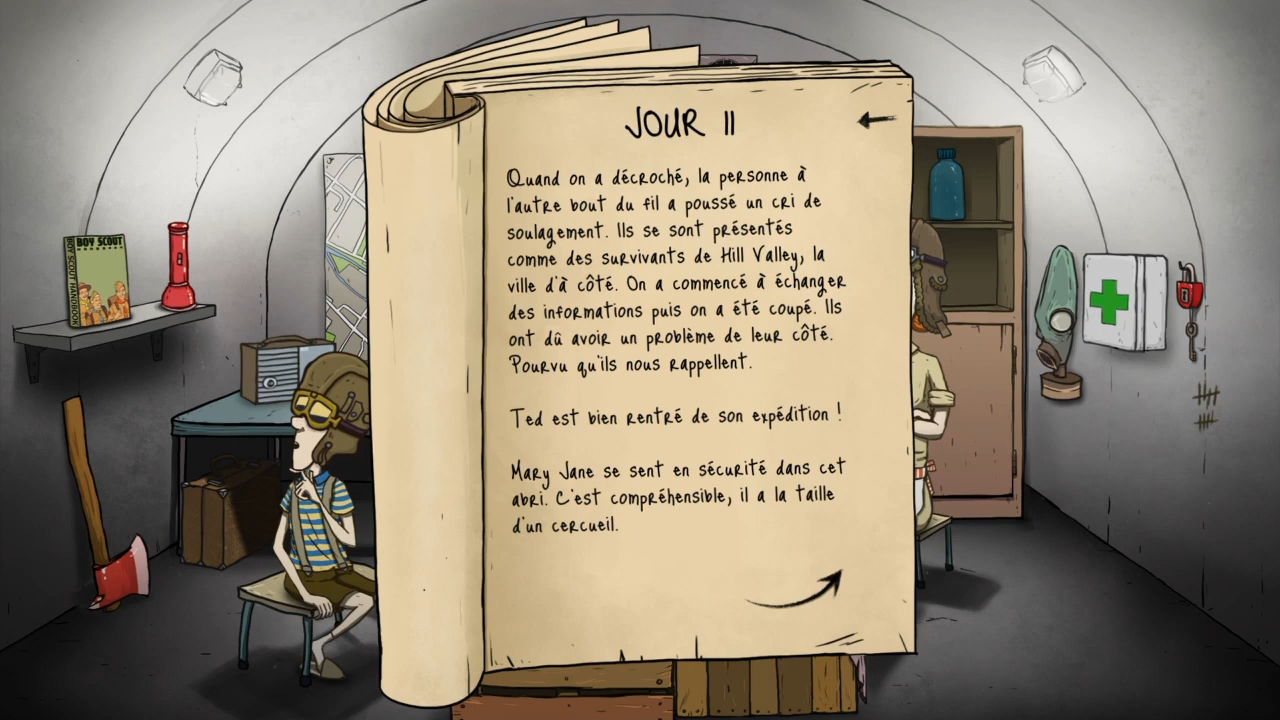 JOUR 11
Quand on a décroché, la personne à
l'autre bout du fil a poussé un cri de
soulagement. Ils se sont présentés
comme des survivants de Hill Valley, la
ville d'à côté. On a commencé à échanger
des informations puis on a été coupé. Ils
ont dû avoir un problème de leur côté.
Pourvu qu'ils nous rappellent.
Ted est bien rentré de son expédition !
Mary Jane se sent en sécurité dans cet
abri. C'est compréhensible, il a la taille
d'un cercueil.
BOY SCOUT
BOY SCOUT HANDBOOK